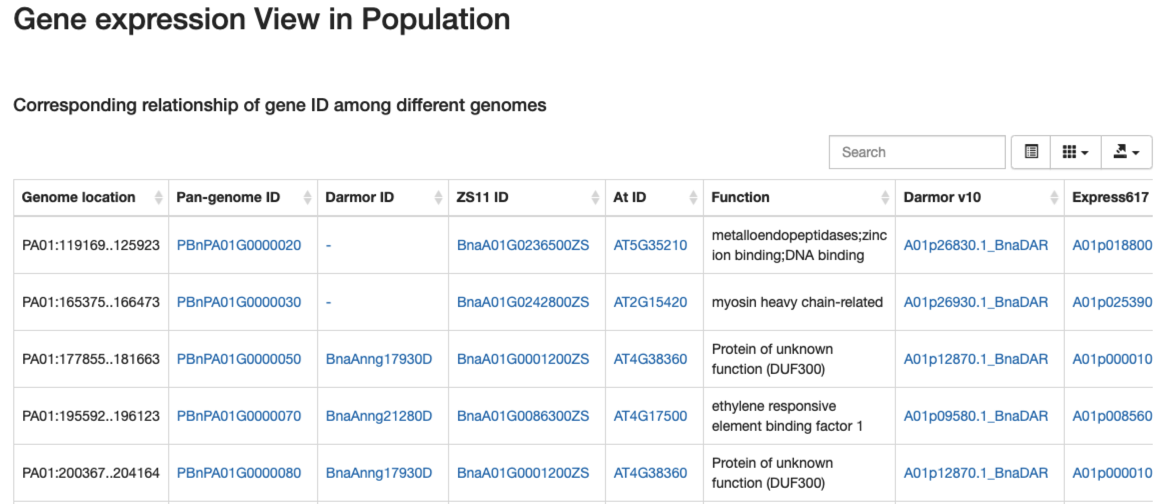 Gene expression View in Population
Corresponding relationship of gene ID among different genomes
Search
Genome location Pan-genome ID Darmor ID ZS11 ID At ID Function Darmor v10 Express617
PA01:119169..125923 PBnPA01G0000020 - BnaA01G0236500ZS AT5G35210 metalloendopeptidases;zinc A01p26830.1_BnaDAR A01p018800
ion binding;DNA binding
PA01:165375..166473 PBnPA01G0000030 - BnaA01G0242800ZS AT2G15420 myosin heavy chain-related A01p26930.1_BnaDAR A01p025390
PA01:177855..181663 PBnPA01G0000050 BnaAnng17930D BnaA01G0001200ZS AT4G38360 Protein of unknown A01p12870.1_BnaDAR A01p000010
function (DUF300)
PA01:195592..196123 PBnPA01G0000070 BnaAnng21280D BnaA01G0086300ZS AT4G17500 ethylene responsive A01p09580.1_BnaDAR A01p008560
element binding factor 1
PA01:200367..204164 PBnPA01G0000080 BnaAnng17930D BnaA01G0001200ZS AT4G38360 Protein of unknown A01p12870.1_BnaDAR A01p000010
function (DUF300)